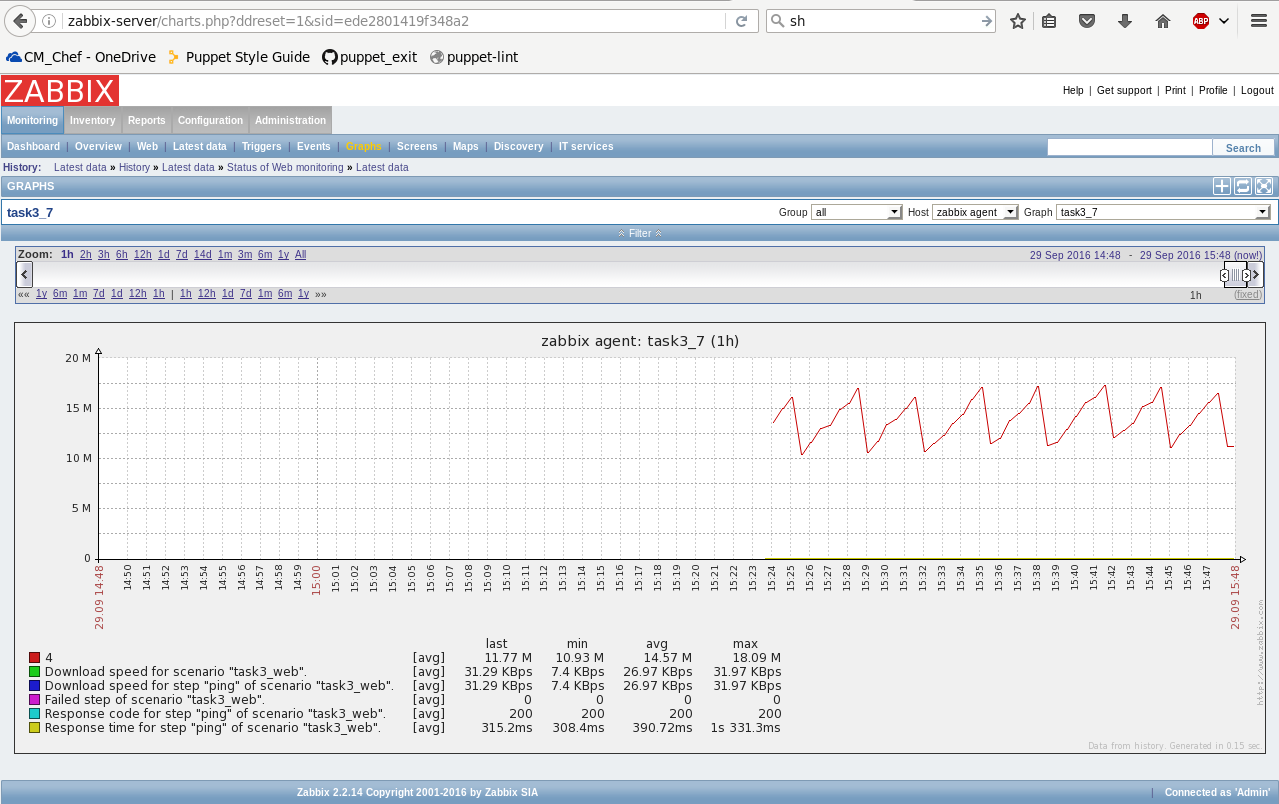 zabbix-server/charts.php?ddreset=1&sid=ede2801419f348a2
sh
ABP
CM_Chef - OneDrive Puppet Style Guide puppet_exit puppet-lint
ZABBIX
Help | Get support | Print | Profile | Logout
Monitoring Inventory Reports Configuration Administration
Dashboard | Overview | Web | Latest data | Triggers | Events | Graphs | Screens | Maps | Discovery | IT services Search
History: Latest data » History » Latest data » Status of Web monitoring » Latest data
GRAPHS
task3_7 Group all Host zabbix agent Graph task3_7
Filter
Zoom: 1h 2h 3h 6h 12h 1d 7d 14d 1m 3m 6m 1y All 29 Sep 2016 14:48 - 29 Sep 2016 15:48 (now!)
«« 1y 6m 1m 7d 1d 12h 1h | 1h 12h 1d 7d 1m 6m 1y »» 1h (fixed)
zabbix agent: task3_7 (1h)
20 M
15 M
10 M
5 M
0
29.09 14:48 14:50 14:51 14:52 14:53 14:54 14:55 14:56 14:57 14:58 14:59 15:00 15:01 15:02 15:03 15:04 15:05 15:06 15:07 15:08 15:09 15:10 15:11 15:12 15:13 15:14 15:15 15:16 15:17 15:18 15:19 15:20 15:21 15:22 15:23 15:24 15:25 15:26 15:27 15:28 15:29 15:30 15:31 15:32 15:33 15:34 15:35 15:36 15:37 15:38 15:39 15:40 15:41 15:42 15:43 15:44 15:45 15:46 15:47 29.09 15:48
last min avg max
4 [avg] 11.77 M 10.93 M 14.57 M 18.09 M
Download speed for scenario "task3_web". [avg] 31.29 KBps 7.4 KBps 26.97 KBps 31.97 KBps
Download speed for step "ping" of scenario "task3_web". [avg] 31.29 KBps 7.4 KBps 26.97 KBps 31.97 KBps
Failed step of scenario "task3_web". [avg] 0 0 0 0
Response code for step "ping" of scenario "task3_web". [avg] 200 200 200 200
Response time for step "ping" of scenario "task3_web". [avg] 315.2ms 308.4ms 390.72ms 1s 331.3ms
http://www.zabbix.com
Data from history. Generated in 0.15 sec
Zabbix 2.2.14 Copyright 2001-2016 by Zabbix SIA | Connected as 'Admin'